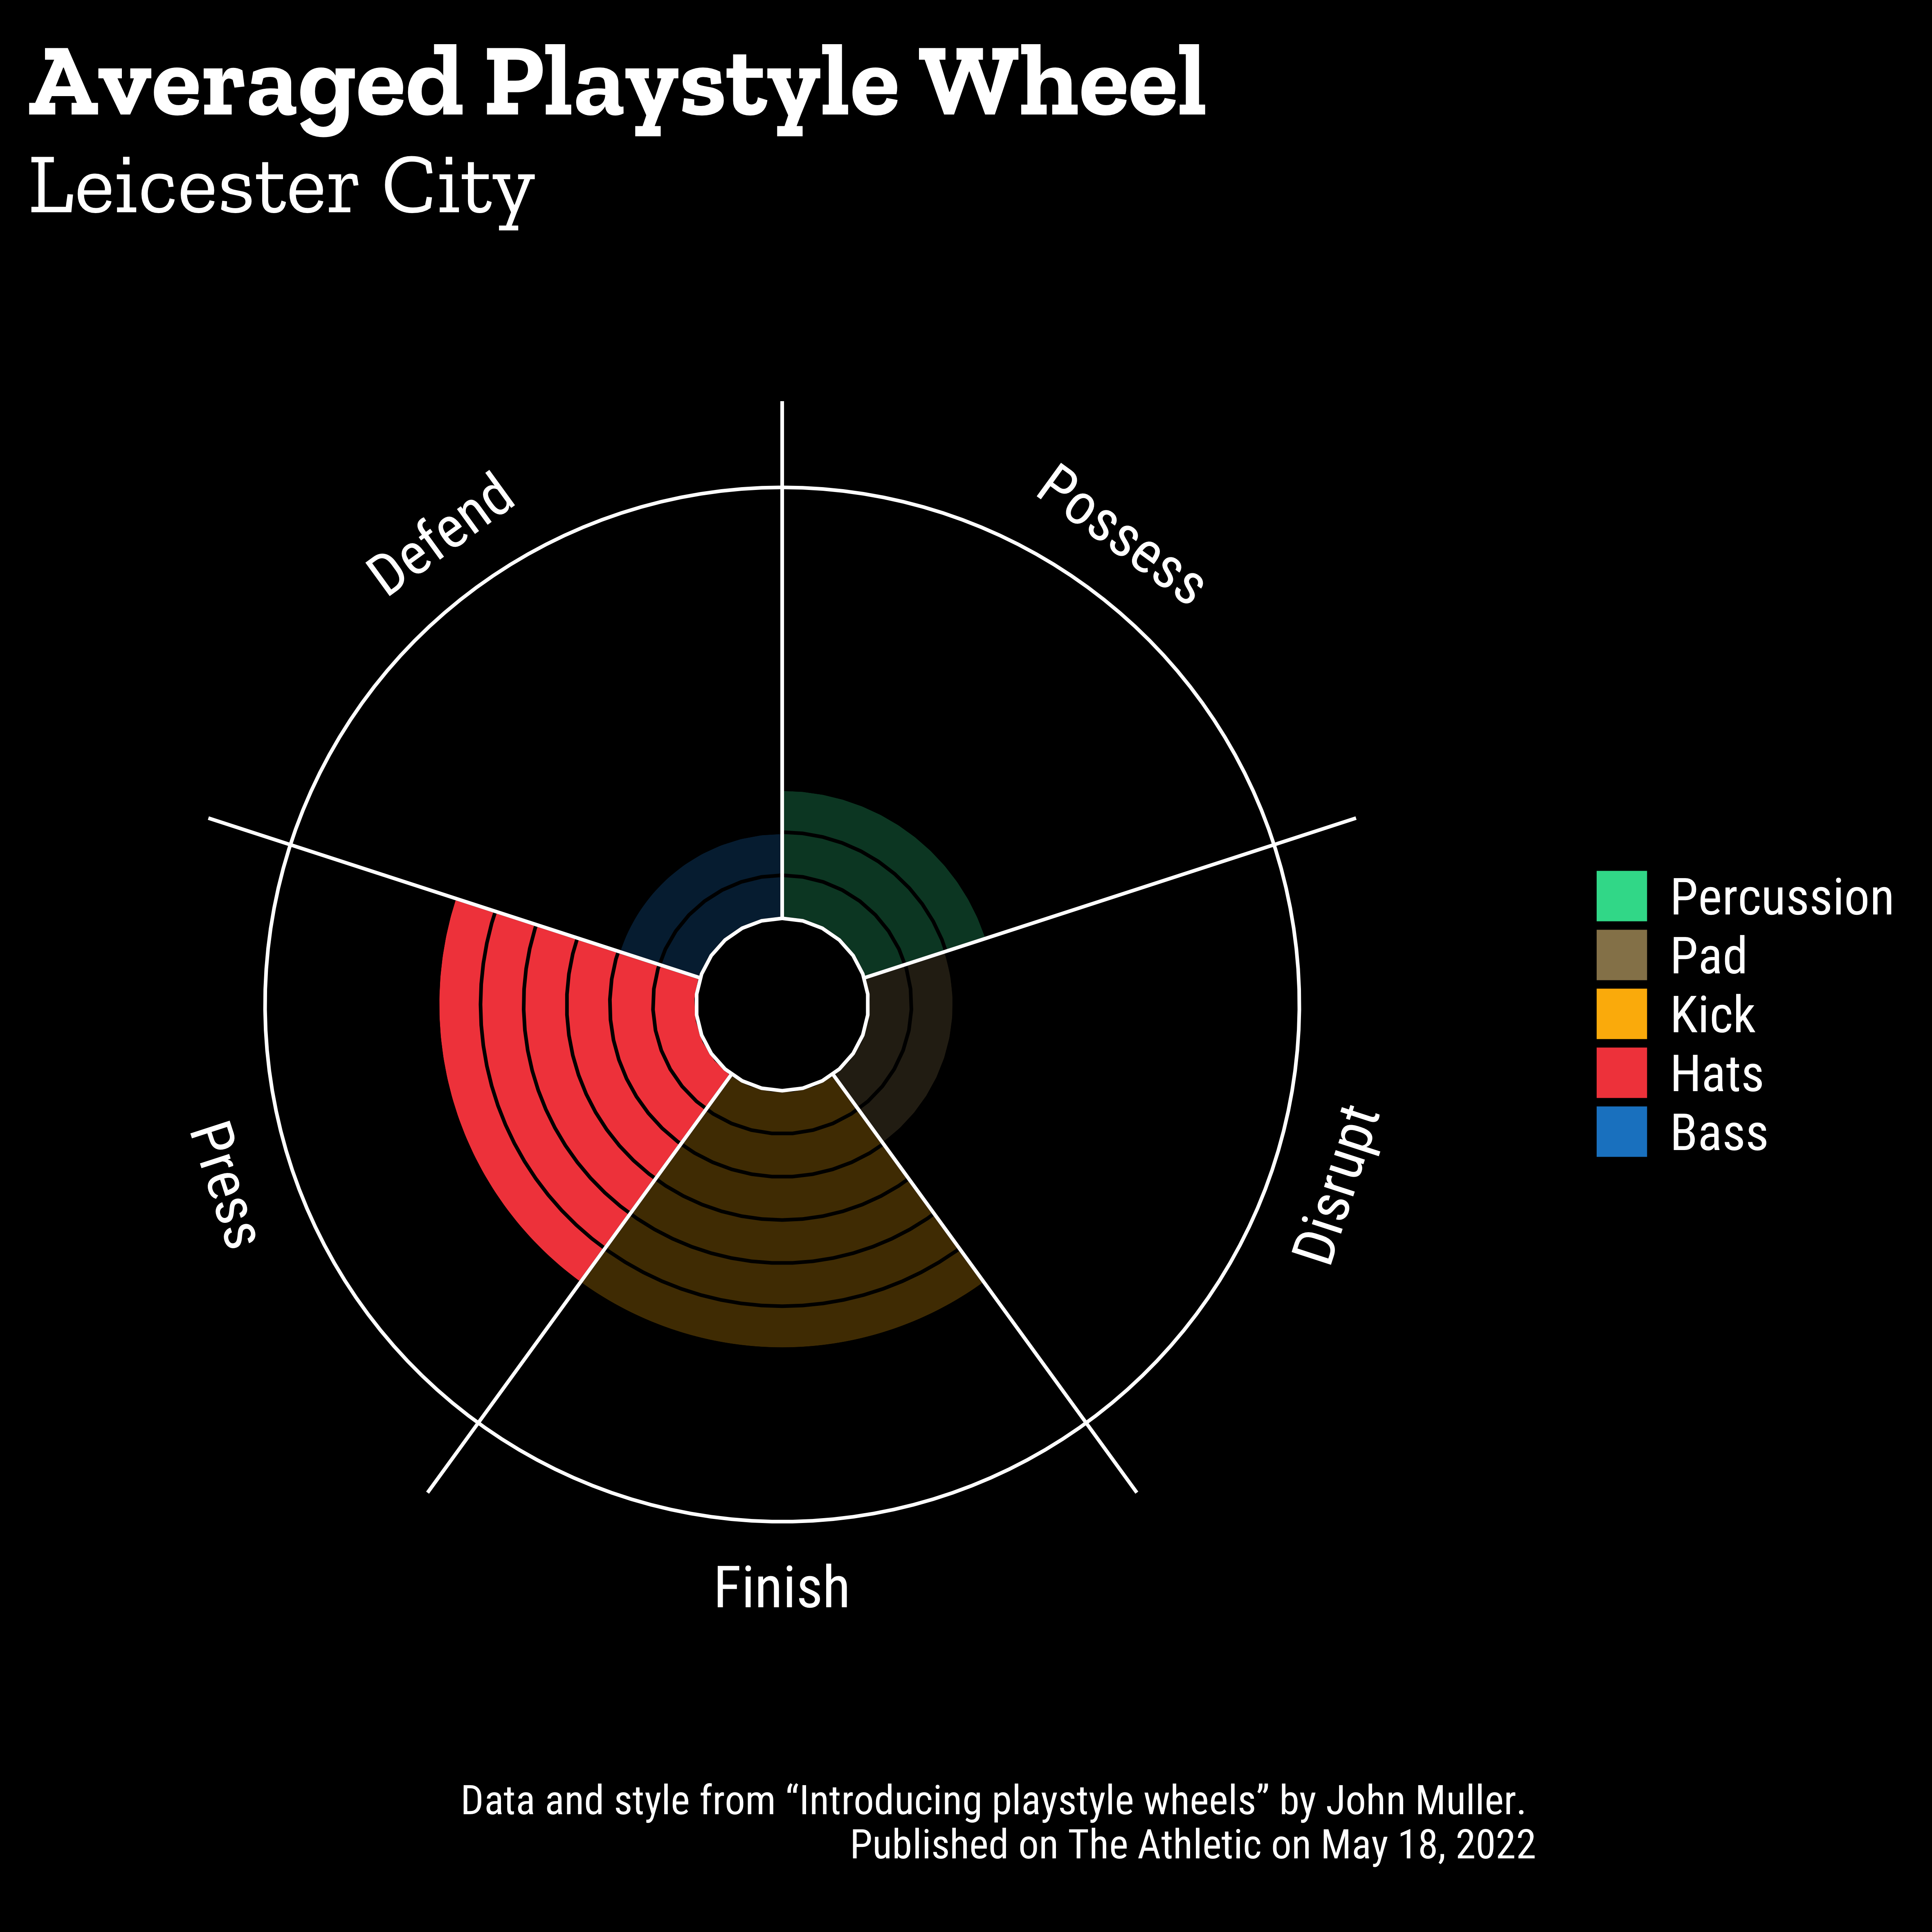 Averaged Playstyle Wheel
Leicester City
Defend
Possess
Press
Disrupt
Finish
Percussion
Pad
Kick
Hats
Bass
Data and style from “Introducing playstyle wheels” by John Muller.
Published on The Athletic on May 18, 2022